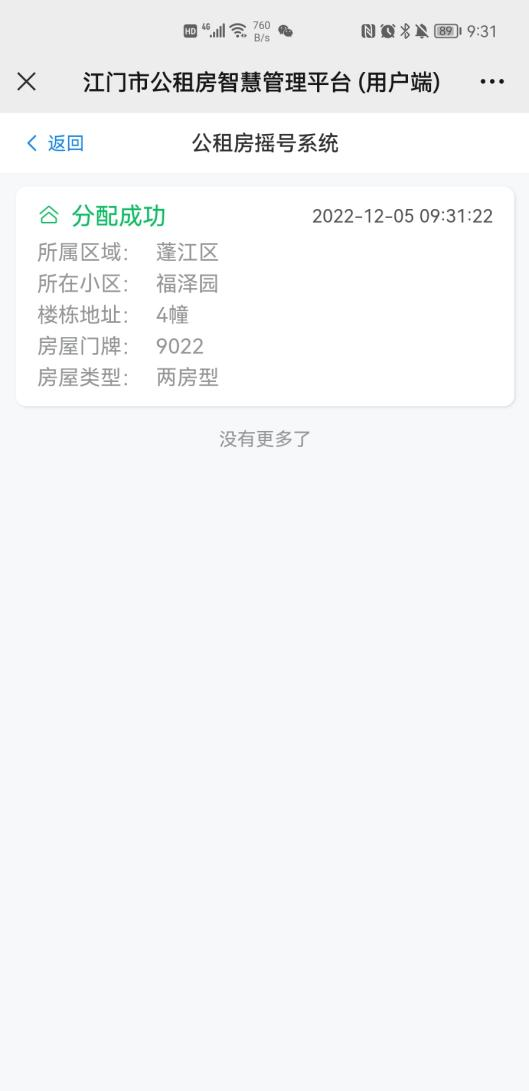 HD 4G 760 B/s 89 9:31
江门市公租房智慧管理平台 (用户端)
返回 公租房摇号系统
分配成功 2022-12-05 09:31:22
所属区域: 蓬江区
所在小区: 福泽园
楼栋地址: 4幢
房屋门牌: 9022
房屋类型: 两房型
没有更多了